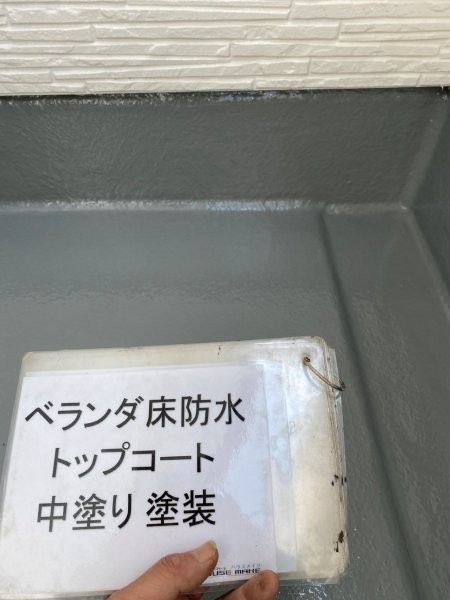 ベランダ床防水
トップコート
中塗り 塗装